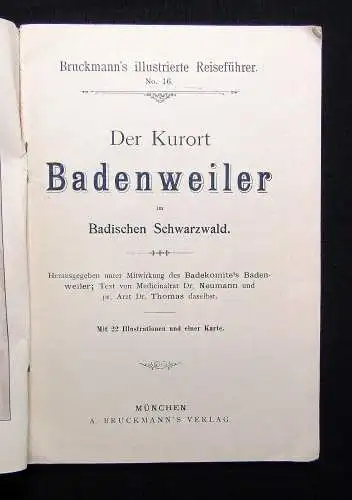 Bruckmann's illustrierte Reiseführer.
No. 16.
Der Kurort
Badenweiler
im
Badischen Schwarzwald.
Herausgegeben unter Mitwirkung des Badekomite's Baden-
weiler; Text von Medicinalrat Dr. Neumann und
pr. Arzt Dr. Thomas daselbst.
Mit 22 Illustrationen und einer Karte.
MÜNCHEN
A. BRUCKMANN'S VERLAG